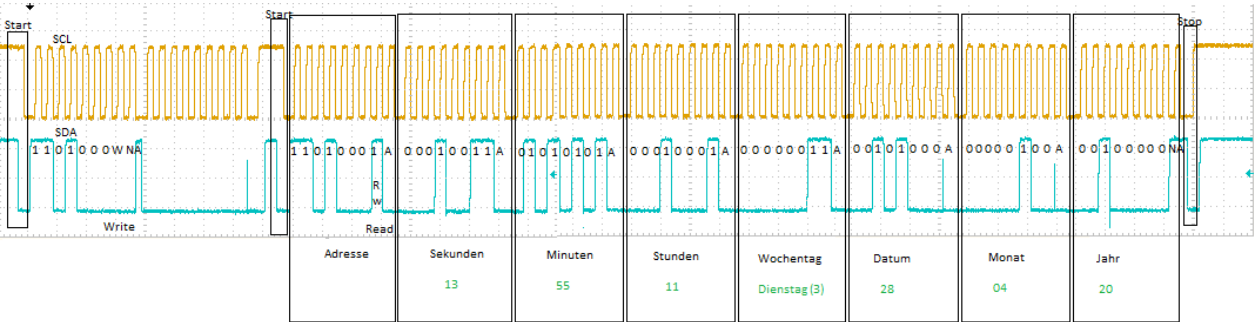 Start
Start
Stop
SCL
SDA
1 1 0 1 0 0 0 W NA
1 1 0 1 0 0 0 1 A
0 0 0 1 0 0 1 1 A
0 1 0 1 0 1 0 1 A
0 0 0 1 0 0 0 1 A
0 0 0 0 0 0 1 1 A
0 0 1 0 1 0 0 0 A
0 0 0 0 0 1 0 0 A
0 0 1 0 0 0 0 0 NA
R
W
Write
Read
Adresse
Sekunden
Minuten
Stunden
Wochentag
Datum
Monat
Jahr
13
55
11
Dienstag (3)
28
04
20